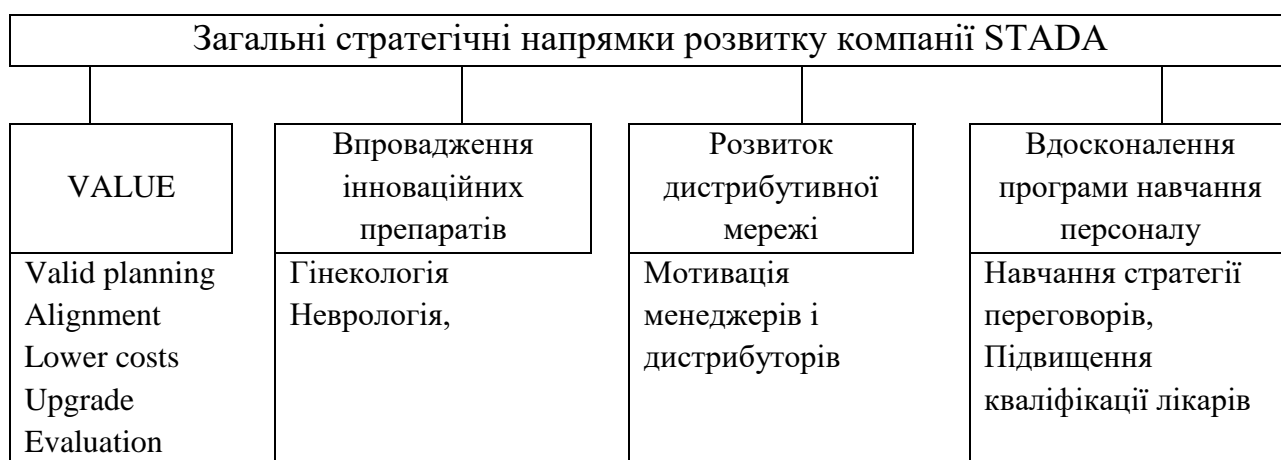 Загальні стратегічні напрямки розвитку компанії STADA
VALUE
Valid planning
Alignment
Lower costs
Upgrade
Evaluation
Впровадження
інноваційних
препаратів
Гінекологія
Неврологія,
Розвиток
дистрибутивної
мережі
Мотивація
менеджерів і
дистрибуторів
Вдосконалення
програми навчання
персоналу
Навчання стратегії
переговорів,
Підвищення
кваліфікації лікарів